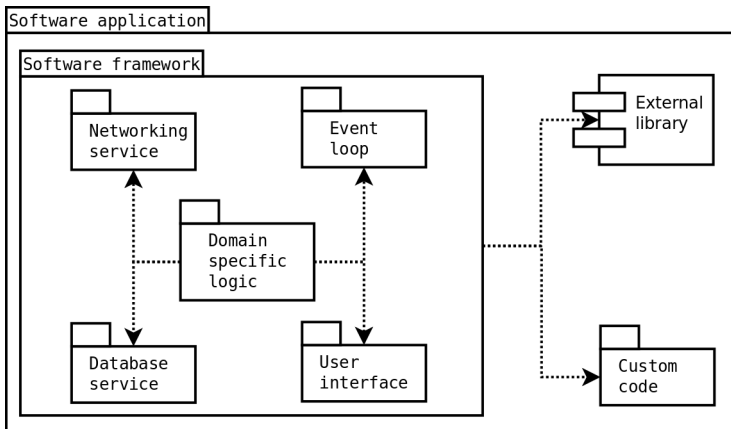 Software application
Software framework
Networking
service
Event
loop
External
library
Domain
specific
logic
Database
service
User
interface
Custom
code